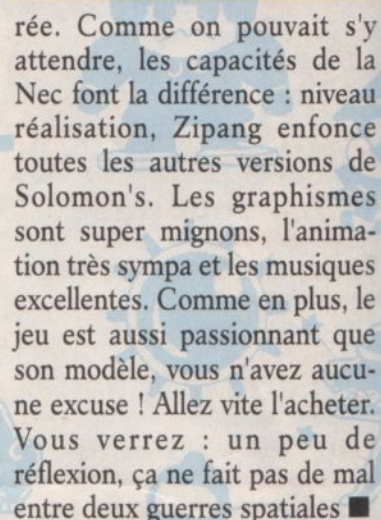 rée. Comme on pouvait s'y
attendre, les capacités de la
Nec font la différence : niveau
réalisation, Zipang enfonce
toutes les autres versions de
Solomon's. Les graphismes
sont super mignons, l'anima-
tion très sympa et les musiques
excellentes. Comme en plus, le
jeu est aussi passionnant que
son modèle, vous n'avez aucu-
ne excuse ! Allez vite l'acheter.
Vous verrez : un peu de
réflexion, ça ne fait pas de mal
entre deux guerres spatiales ■